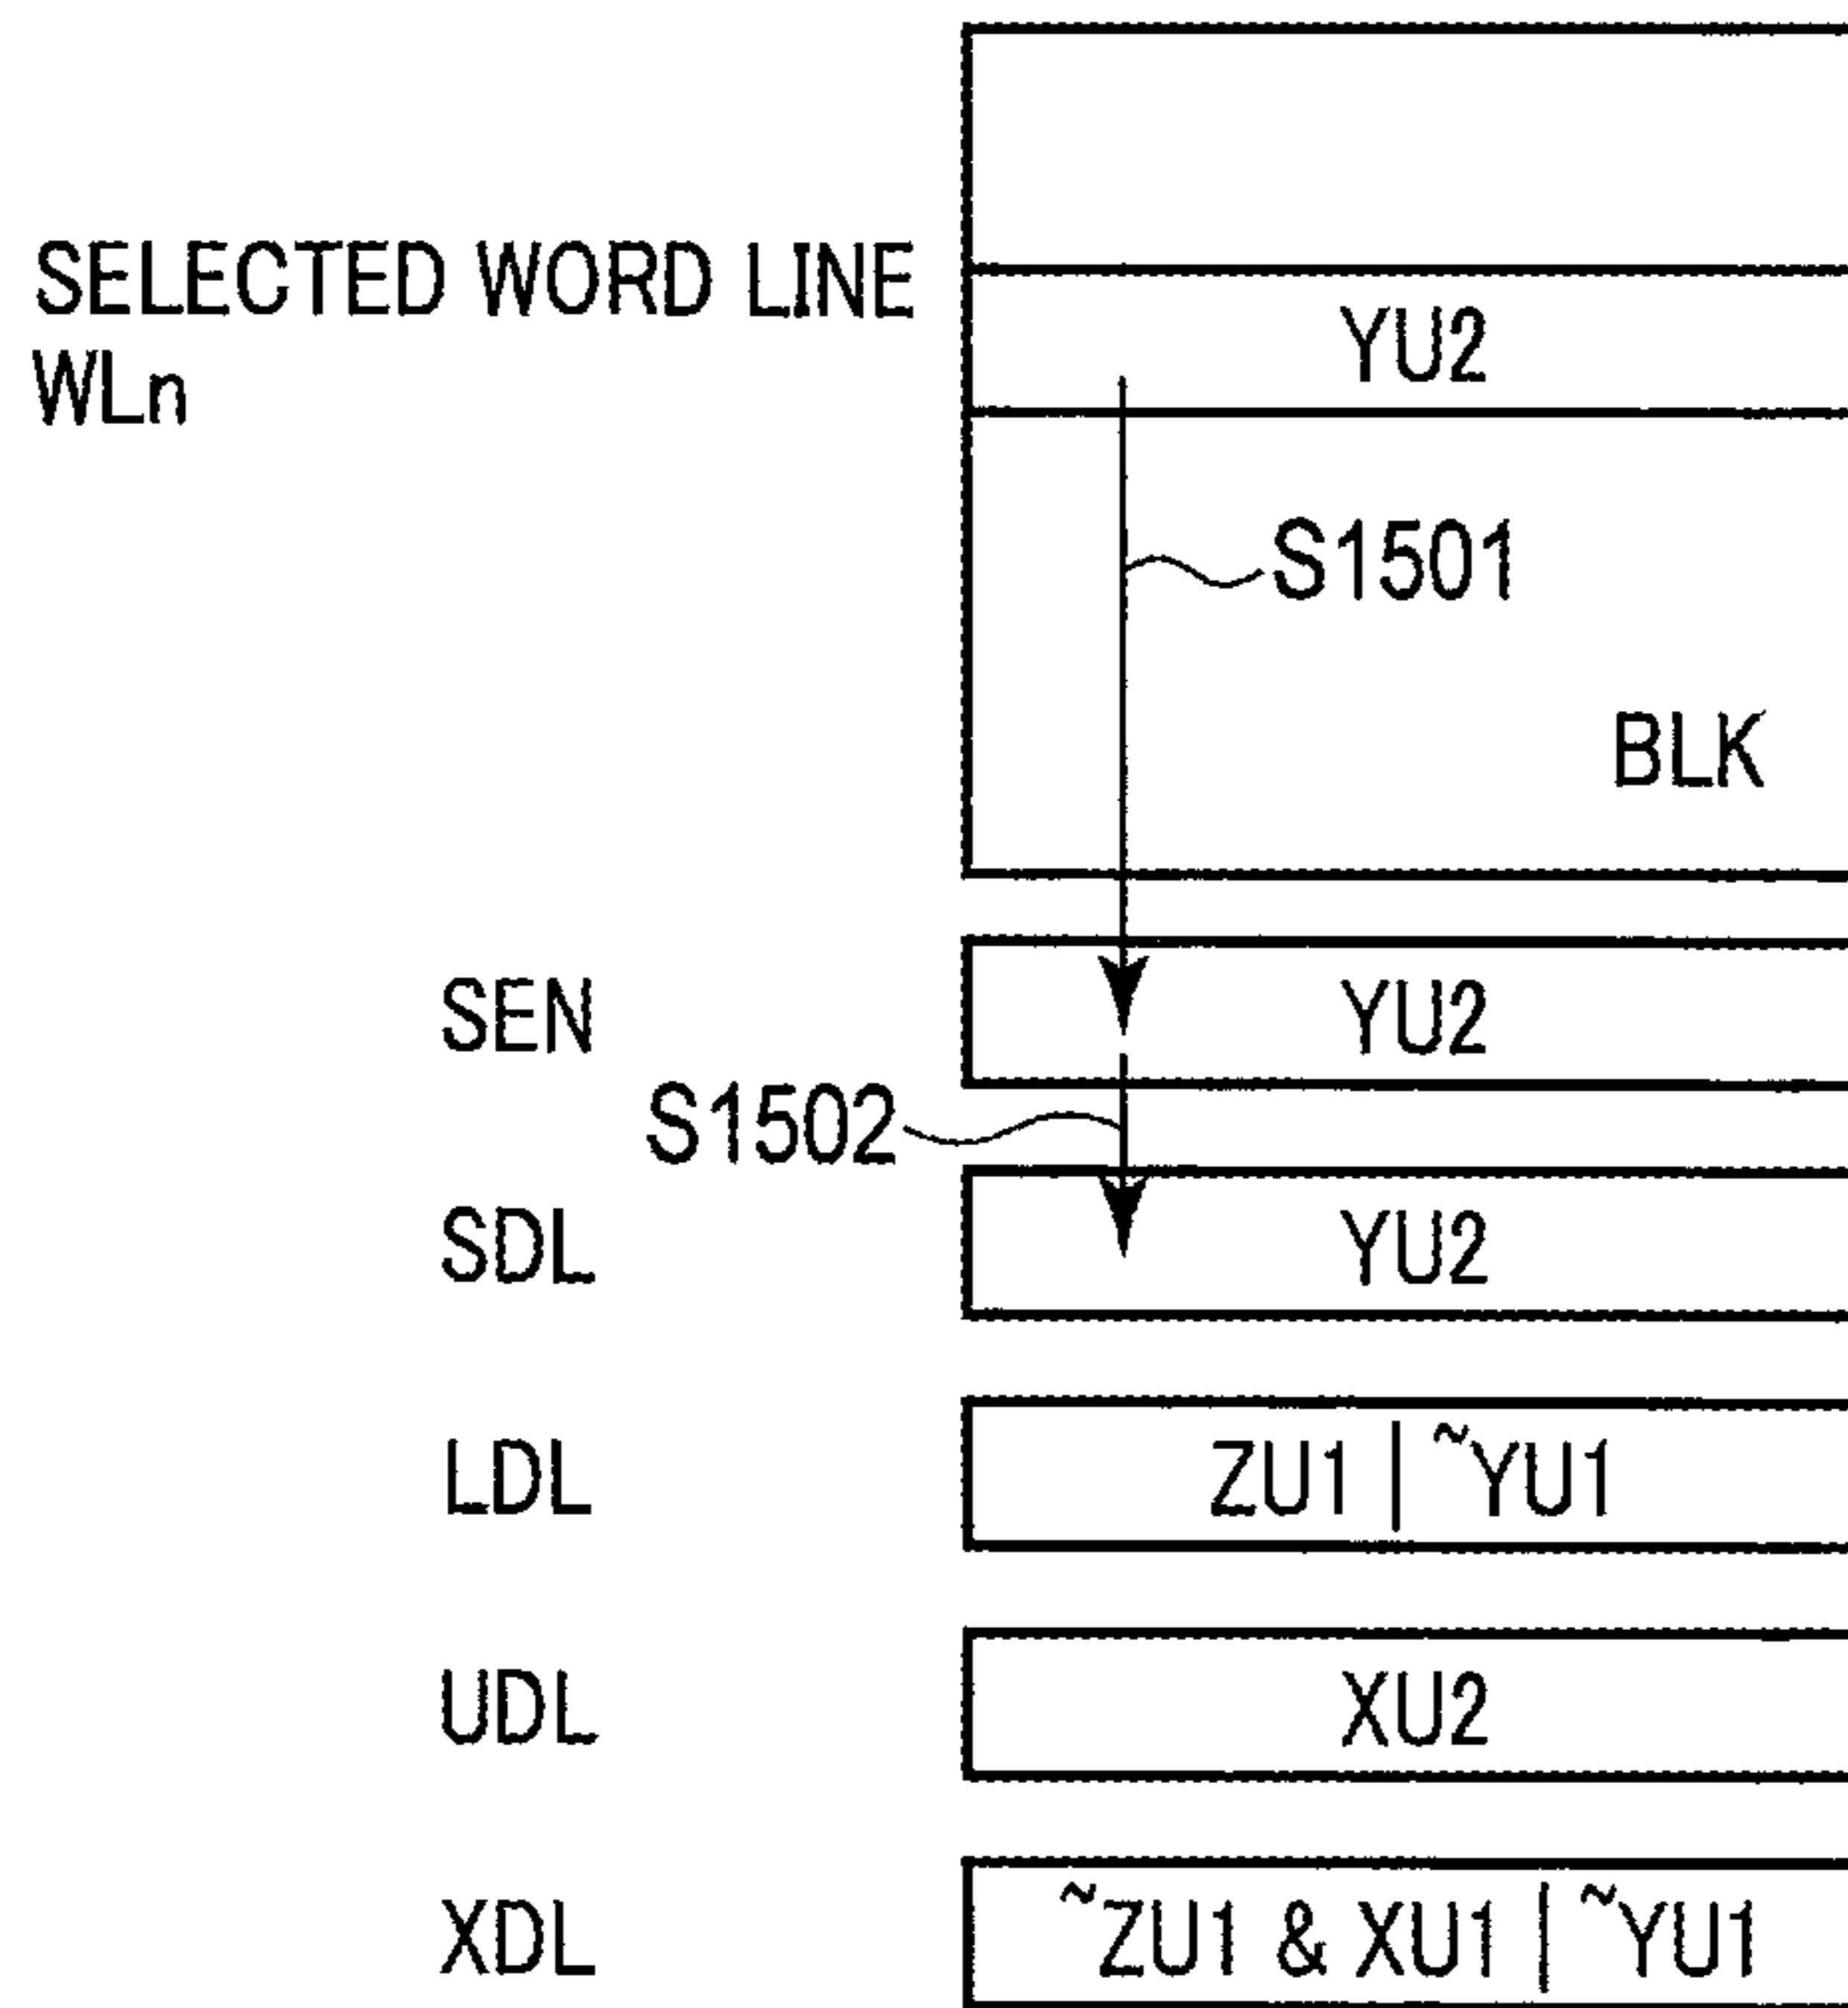 SELECTED WORD LINE
WLn
YU2
S1501
BLK
SEN
YU2
S1502
SDL
YU2
LDL
ZU1 | ~YU1
UDL
XU2
XDL
~ZU1 & XU1 | ~YU1